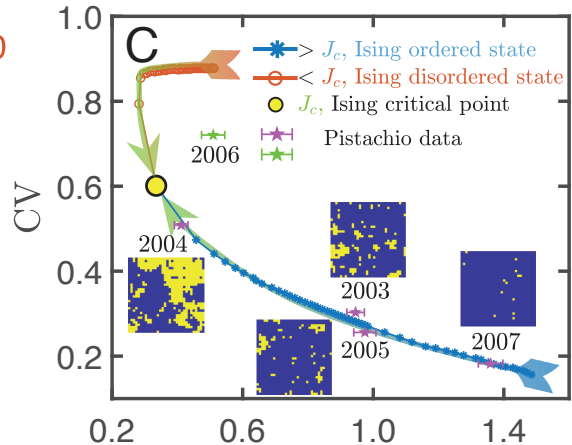 0
1.0
0.8
0.6
0.4
0.2
CV
C
> J_c, Ising ordered state
< J_c, Ising disordered state
J_c, Ising critical point
Pistachio data
2006
2004
2003
2005
2007
0.2
0.6
1.0
1.4